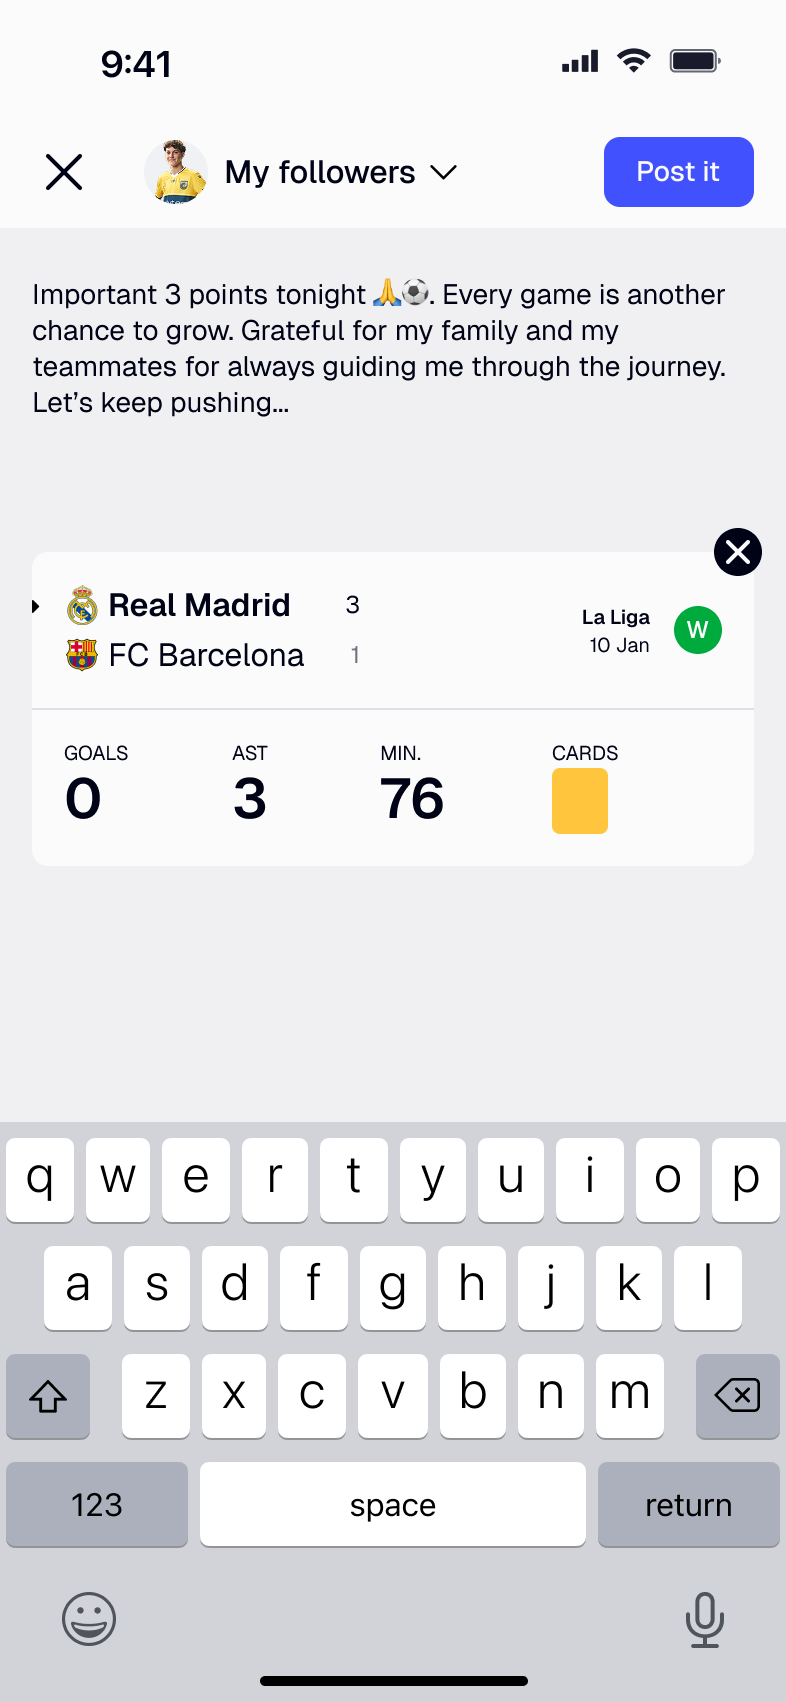 9:41
My followers
Post it
Important 3 points tonight 🙏⚽. Every game is another
chance to grow. Grateful for my family and my
teammates for always guiding me through the journey.
Let’s keep pushing...
Real Madrid 3
FC Barcelona 1
La Liga
10 Jan
W
GOALS AST MIN. CARDS
0 3 76
q w e r t y u i o p
a s d f g h j k l
z x c v b n m
123 space return